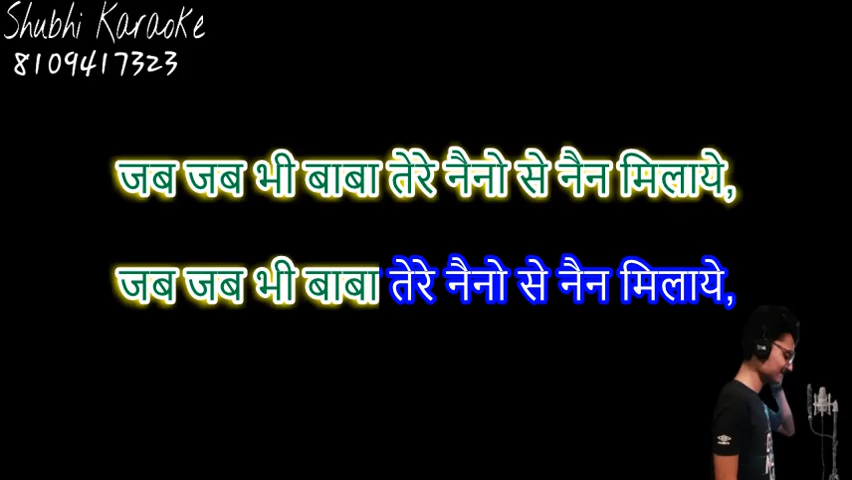 Shubhi Karaoke
8109417323
जब जब भी बाबा तेरे नैनो से नैन मिलाये,
जब जब भी बाबा तेरे नैनो से नैन मिलाये,